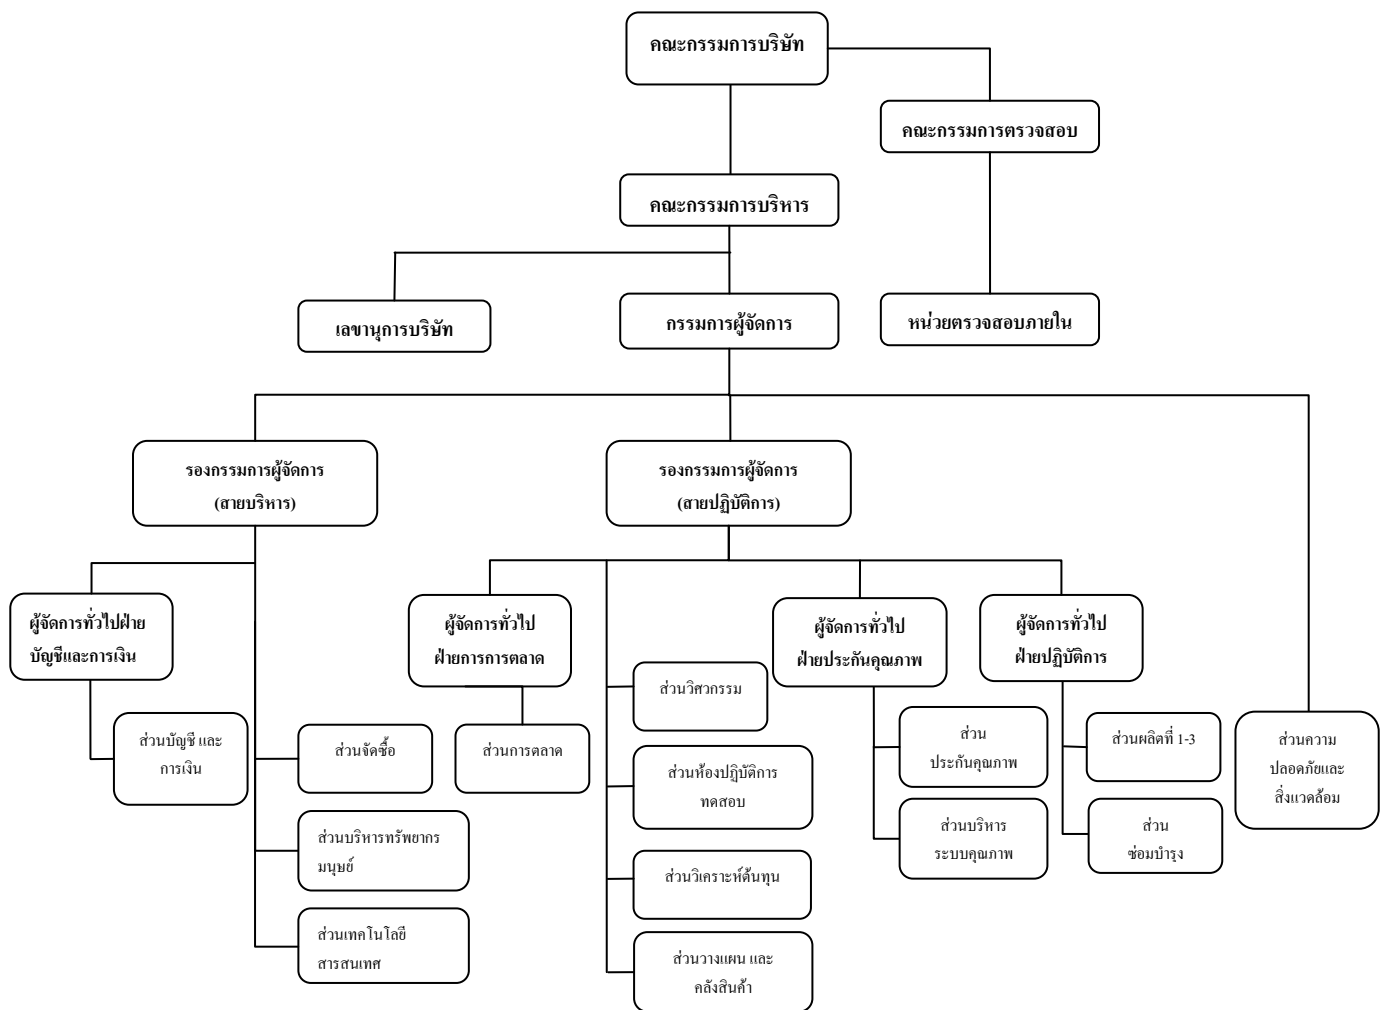 คณะกรรมการบริษัท
คณะกรรมการตรวจสอบ
คณะกรรมการบริหาร
เลขานุการบริษัท
กรรมการผู้จัดการ
หน่วยตรวจสอบภายใน
รองกรรมการผู้จัดการ
(สายบริหาร)
รองกรรมการผู้จัดการ
(สายปฏิบัติการ)
ผู้จัดการทั่วไปฝ่าย
บัญชีและการเงิน
ผู้จัดการทั่วไป
ฝ่ายการการตลาด
ผู้จัดการทั่วไป
ฝ่ายประกันคุณภาพ
ผู้จัดการทั่วไป
ฝ่ายปฏิบัติการ
ส่วนบัญชี และ
การเงิน
ส่วนจัดซื้อ
ส่วนบริหารทรัพยากร
มนุษย์
ส่วนเทคโนโลยี
สารสนเทศ
ส่วนการตลาด
ส่วนวิศวกรรม
ส่วนห้องปฏิบัติการ
ทดสอบ
ส่วนวิเคราะห์ต้นทุน
ส่วนวางแผน และ
คลังสินค้า
ส่วน
ประกันคุณภาพ
ส่วนบริหาร
ระบบคุณภาพ
ส่วนผลิตที่ 1-3
ส่วน
ซ่อมบำรุง
ส่วนความ
ปลอดภัยและ
สิ่งแวดล้อม